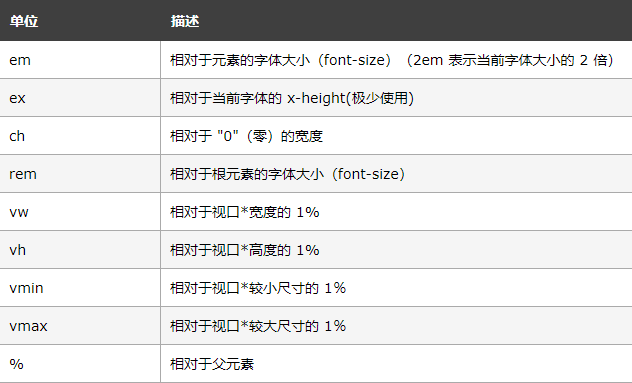 单位 描述
em 相对于元素的字体大小（font-size）（2em 表示当前字体大小的 2 倍）
ex 相对于当前字体的 x-height(极少使用)
ch 相对于 "0"（零）的宽度
rem 相对于根元素的字体大小（font-size）
vw 相对于视口*宽度的 1%
vh 相对于视口*高度的 1%
vmin 相对于视口*较小尺寸的 1％
vmax 相对于视口*较大尺寸的 1％
% 相对于父元素